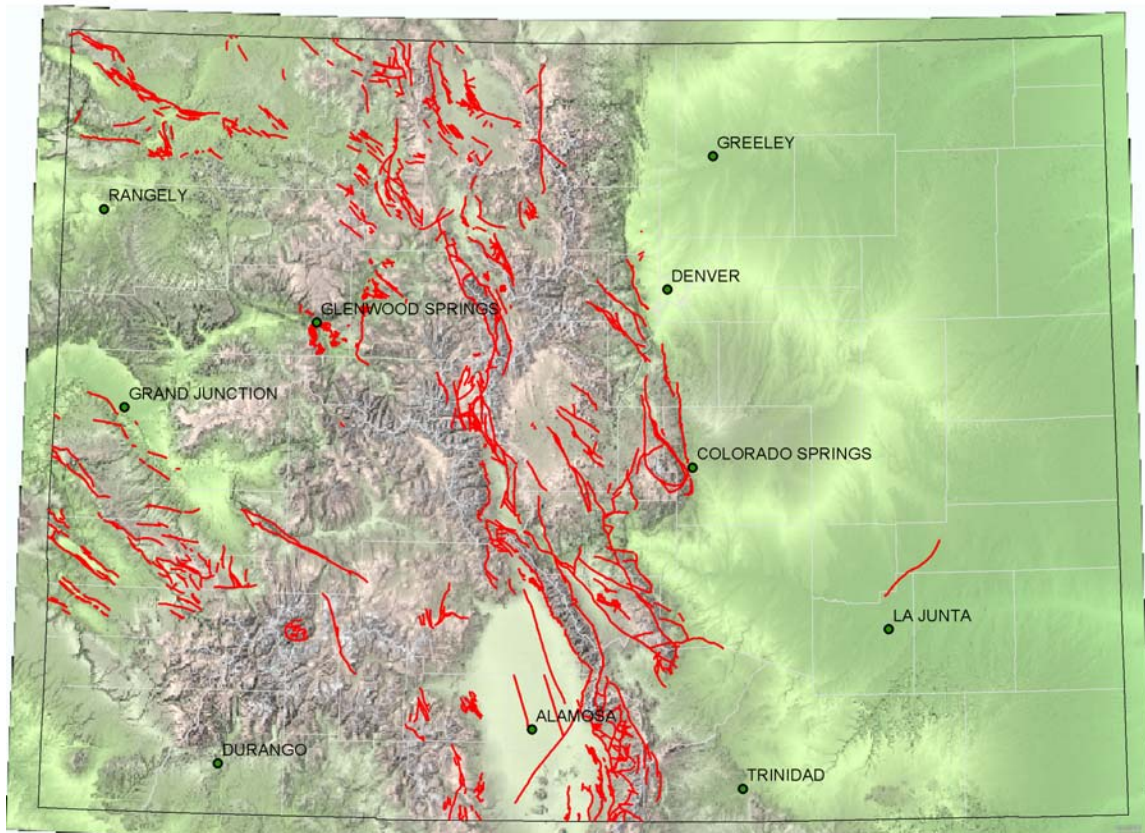 GREELEY
RANGELY
DENVER
GLENWOOD SPRINGS
GRAND JUNCTION
COLORADO SPRINGS
LA JUNTA
ALAMOSA
DURANGO
TRINIDAD